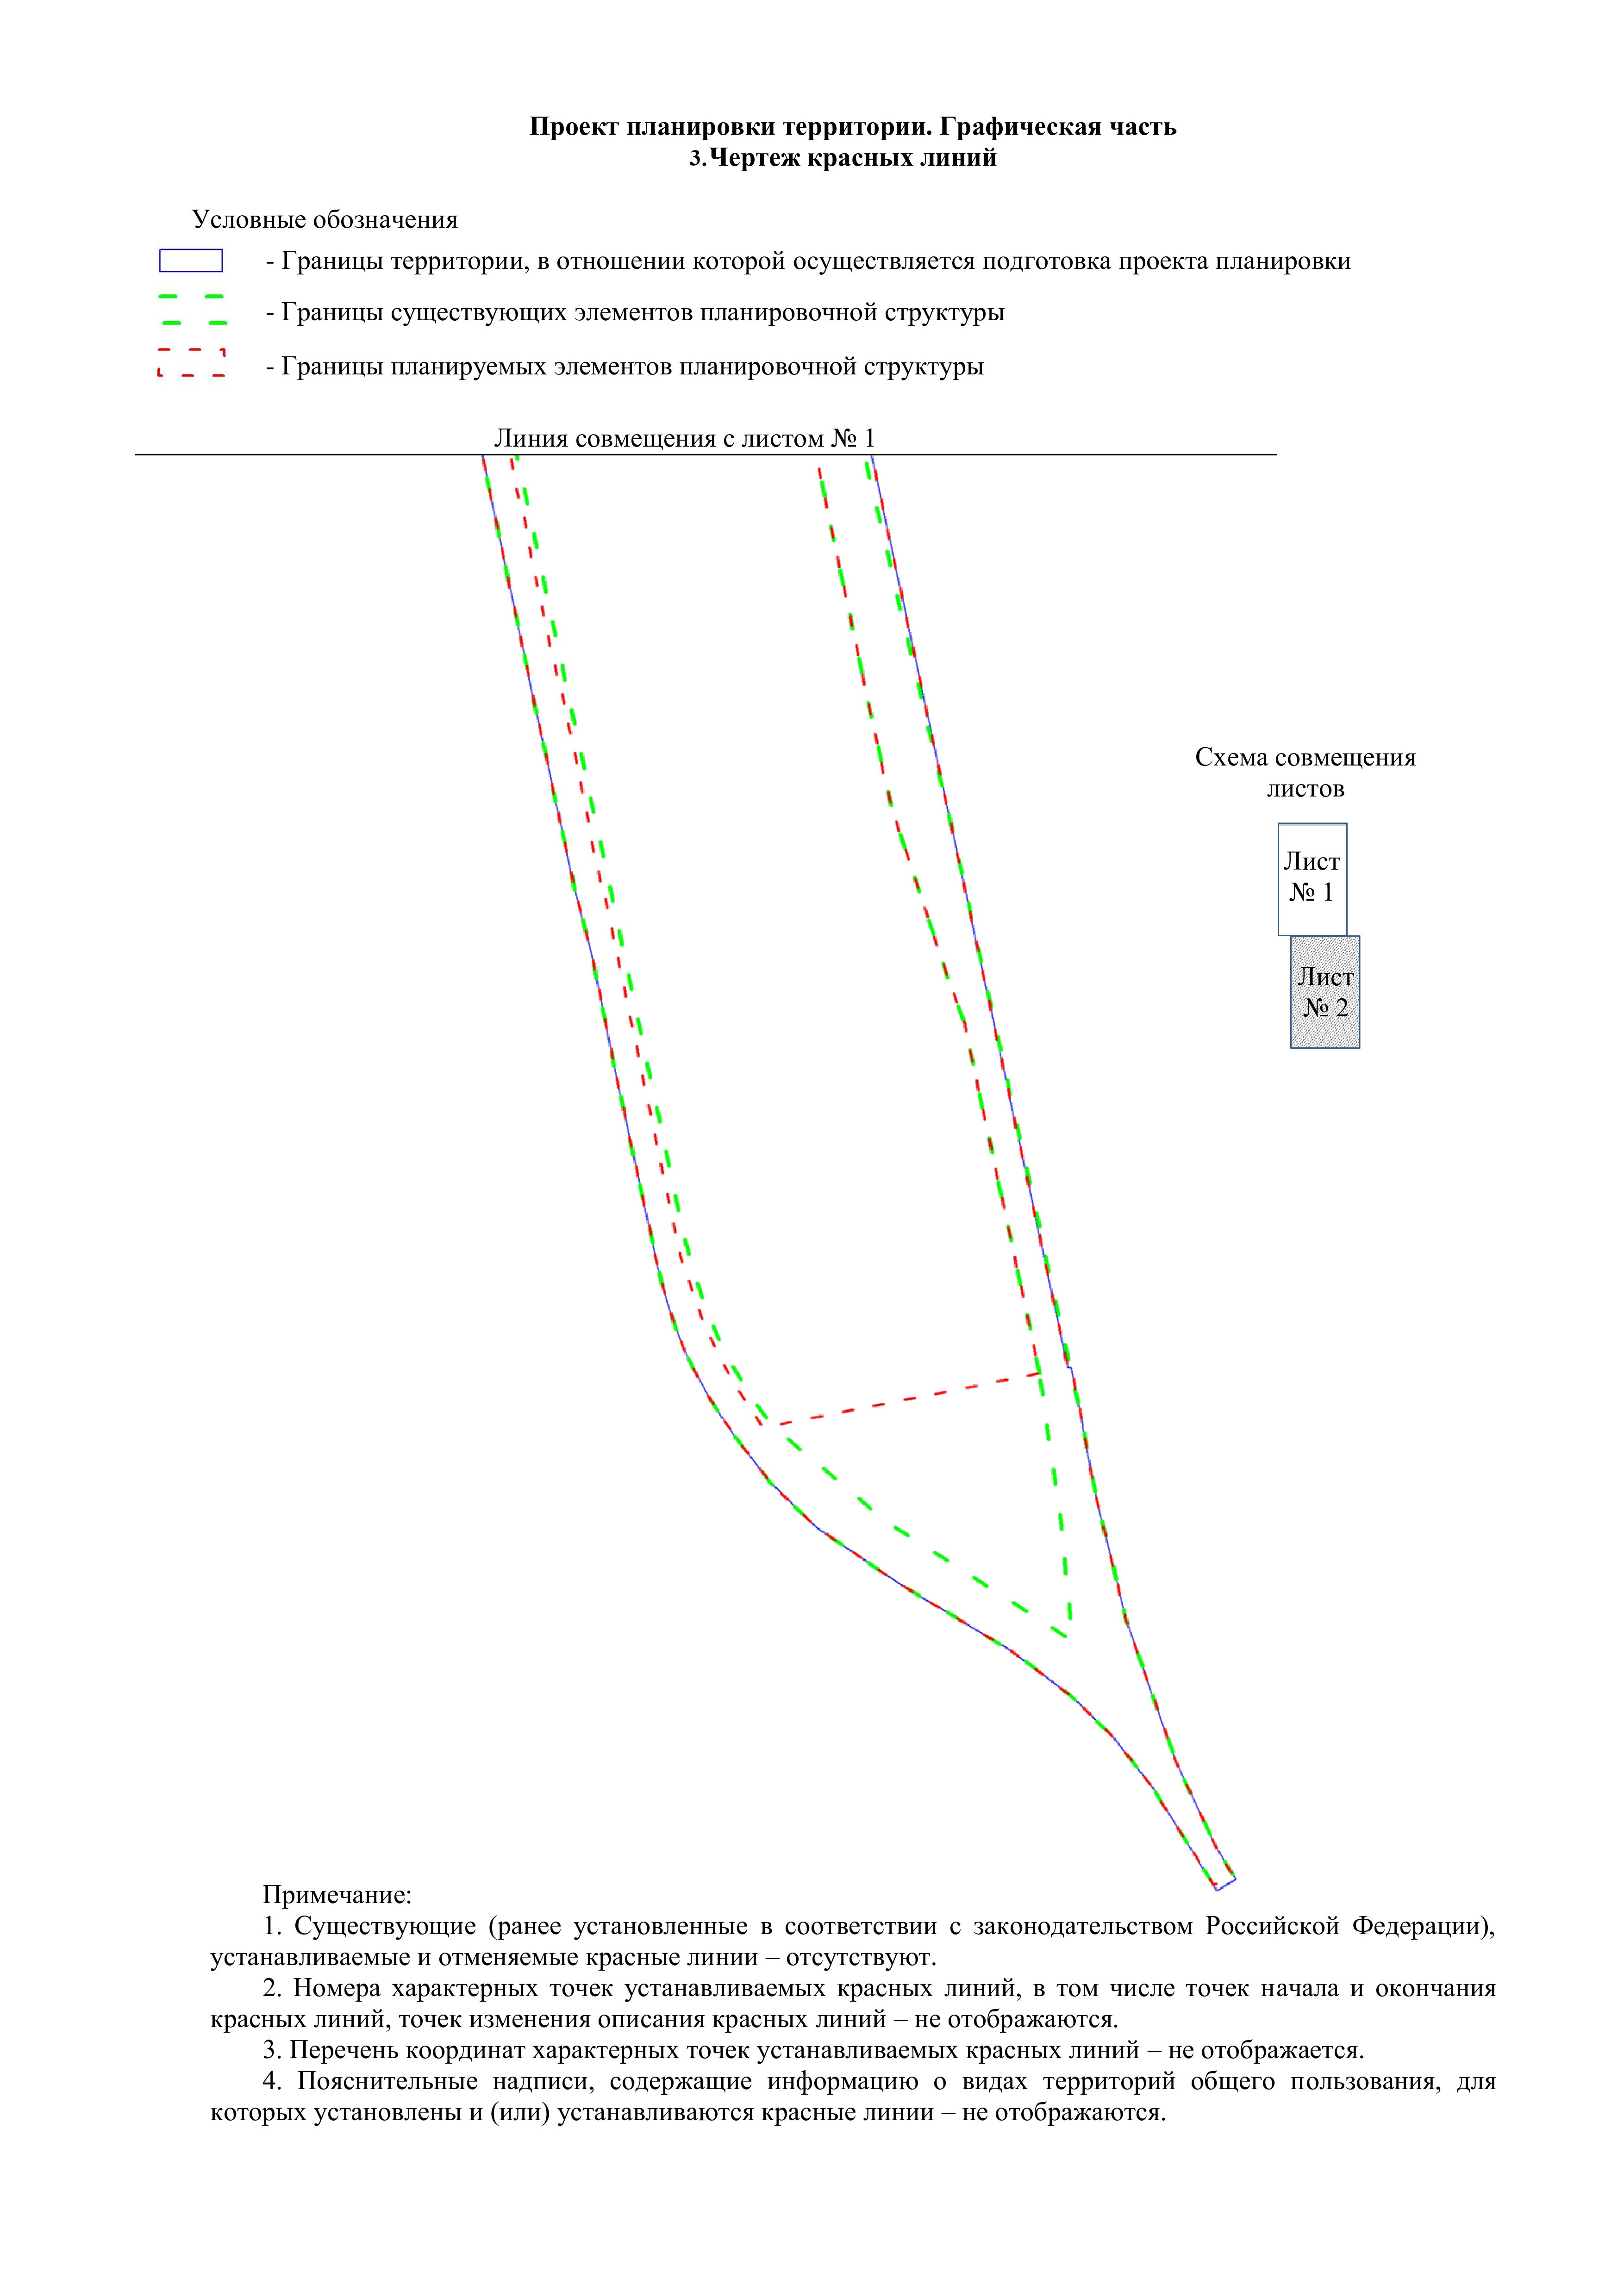 Проект планировки территории. Графическая часть
3.Чертеж красных линий
Условные обозначения
- Границы территории, в отношении которой осуществляется подготовка проекта планировки
- Границы существующих элементов планировочной структуры
- Границы планируемых элементов планировочной структуры
Линия совмещения с листом № 1
Схема совмещения
листов
Лист
№ 1
Лист
№ 2
Примечание:
1. Существующие (ранее установленные в соответствии с законодательством Российской Федерации),
устанавливаемые и отменяемые красные линии – отсутствуют.
2. Номера характерных точек устанавливаемых красных линий, в том числе точек начала и окончания
красных линий, точек изменения описания красных линий – не отображаются.
3. Перечень координат характерных точек устанавливаемых красных линий – не отображается.
4. Пояснительные надписи, содержащие информацию о видах территорий общего пользования, для
которых установлены и (или) устанавливаются красные линии – не отображаются.